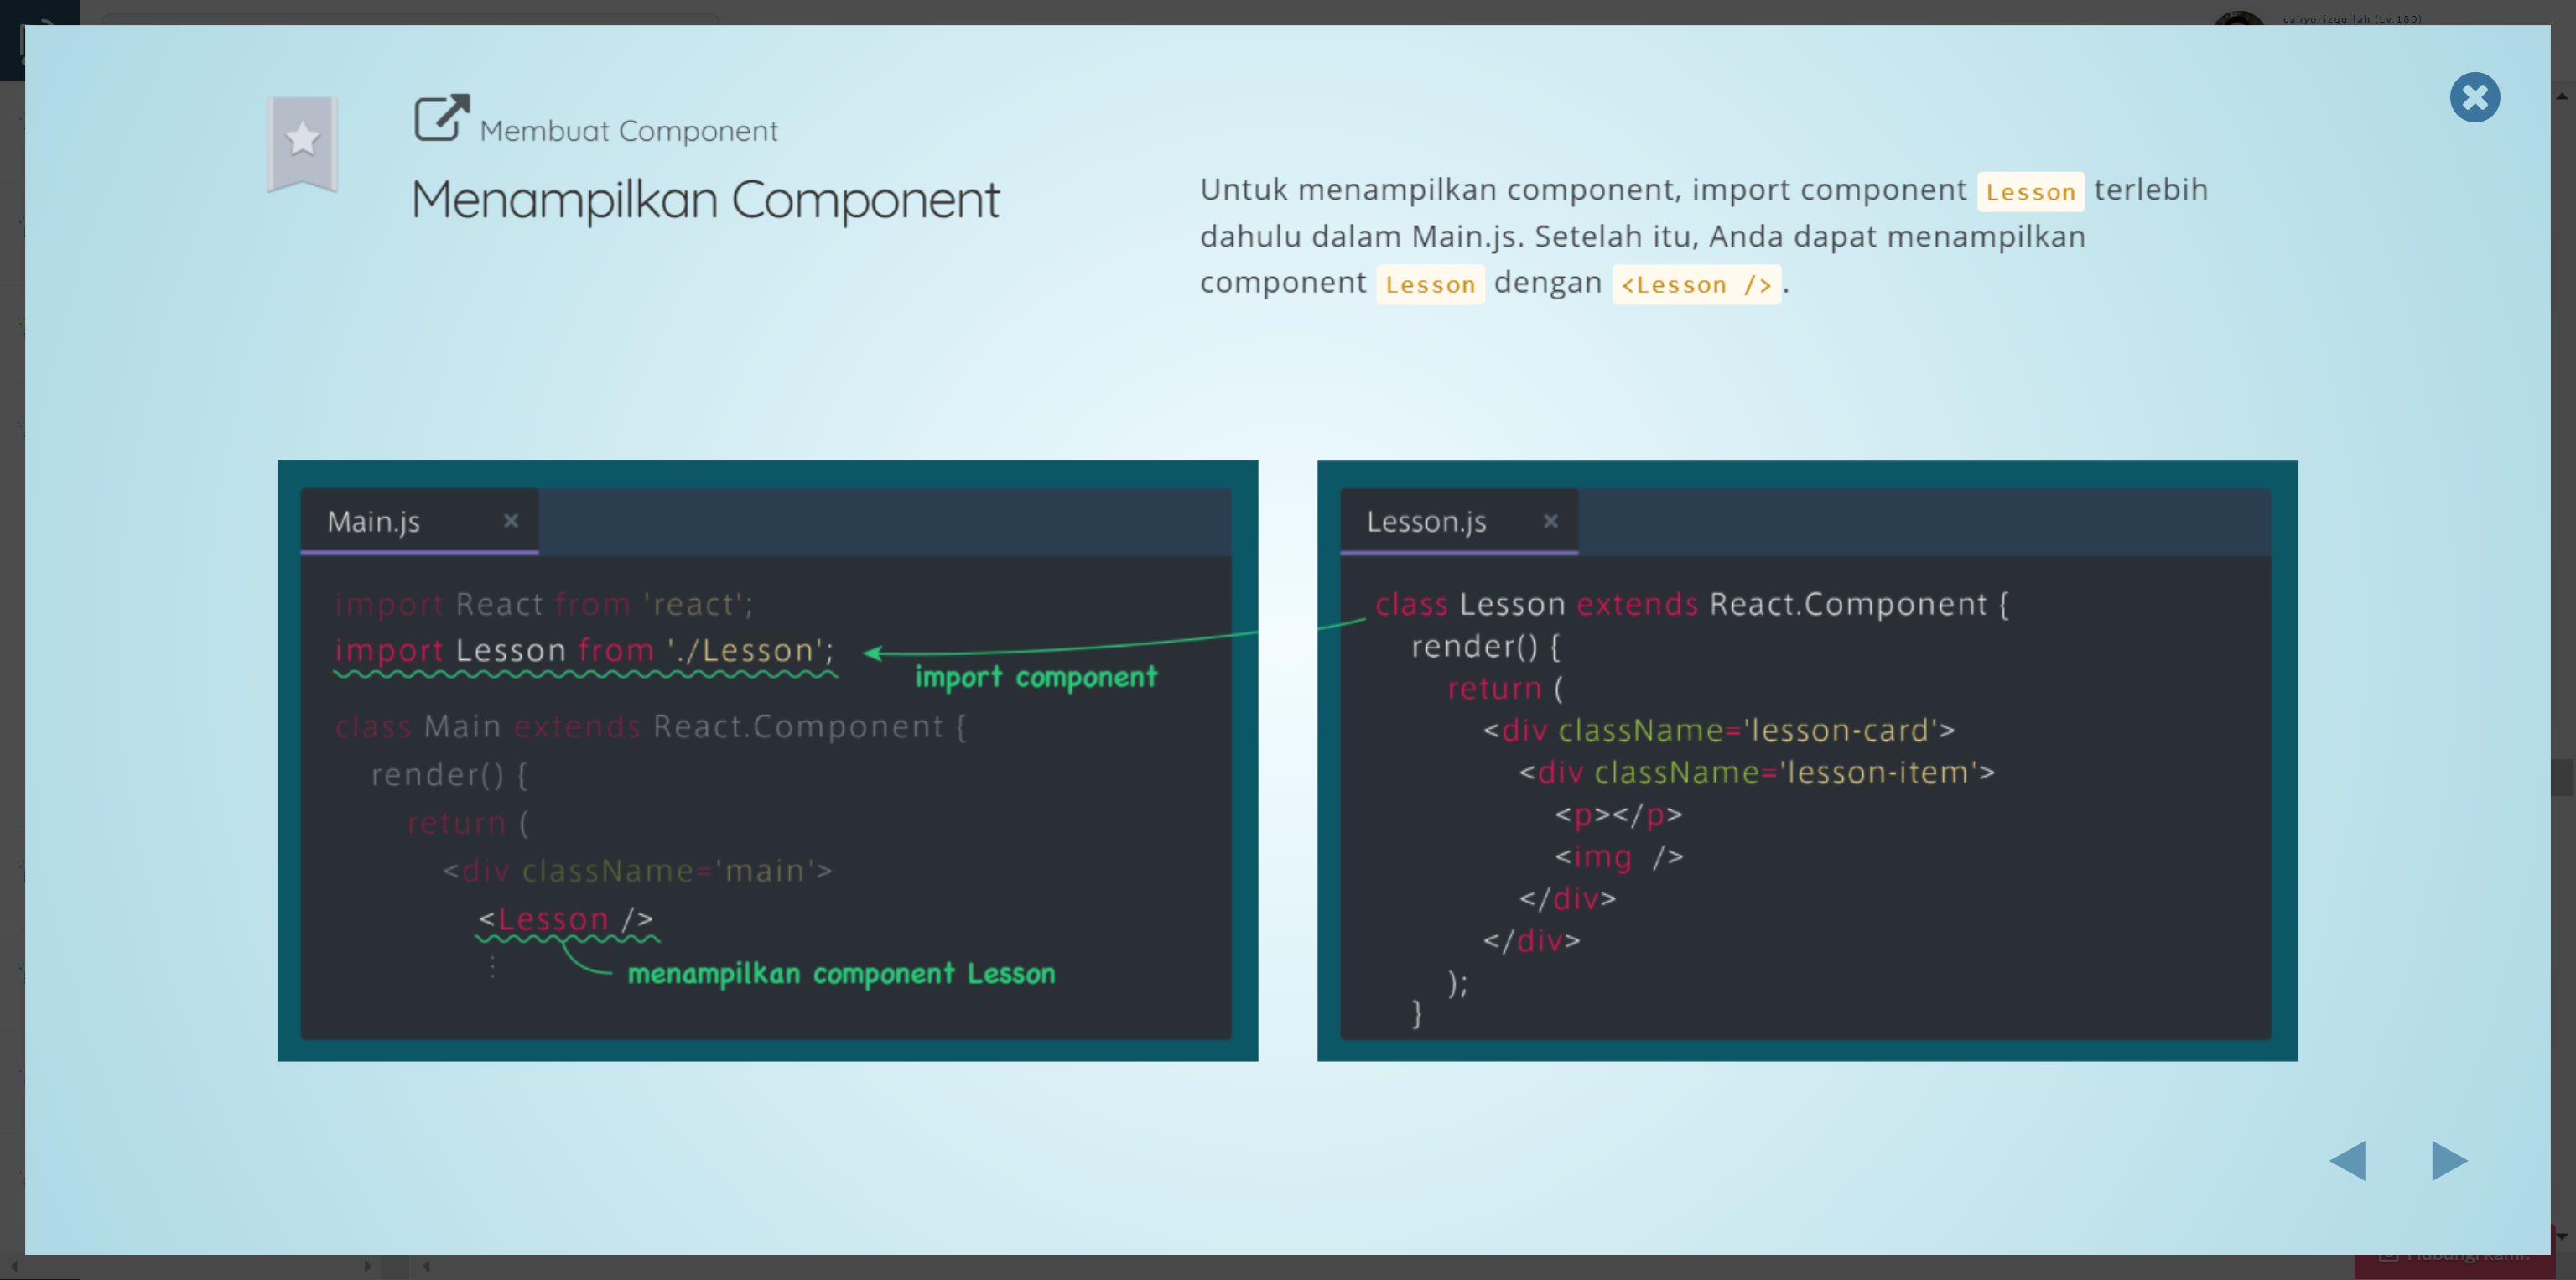 cahyorizqullah (Lv.180)
Membuat Component
Menampilkan Component
Untuk menampilkan component, import component Lesson terlebih
dahulu dalam Main.js. Setelah itu, Anda dapat menampilkan
component Lesson dengan <Lesson />.
Main.js
import React from 'react';
import Lesson from './Lesson';
import component
class Main extends React.Component {
render() {
return (
<div className='main'>
<Lesson />
⋮
menampilkan component Lesson
Lesson.js
class Lesson extends React.Component {
render() {
return (
<div className='lesson-card'>
<div className='lesson-item'>
<p></p>
<img />
</div>
</div>
);
}
Hubungi kami.